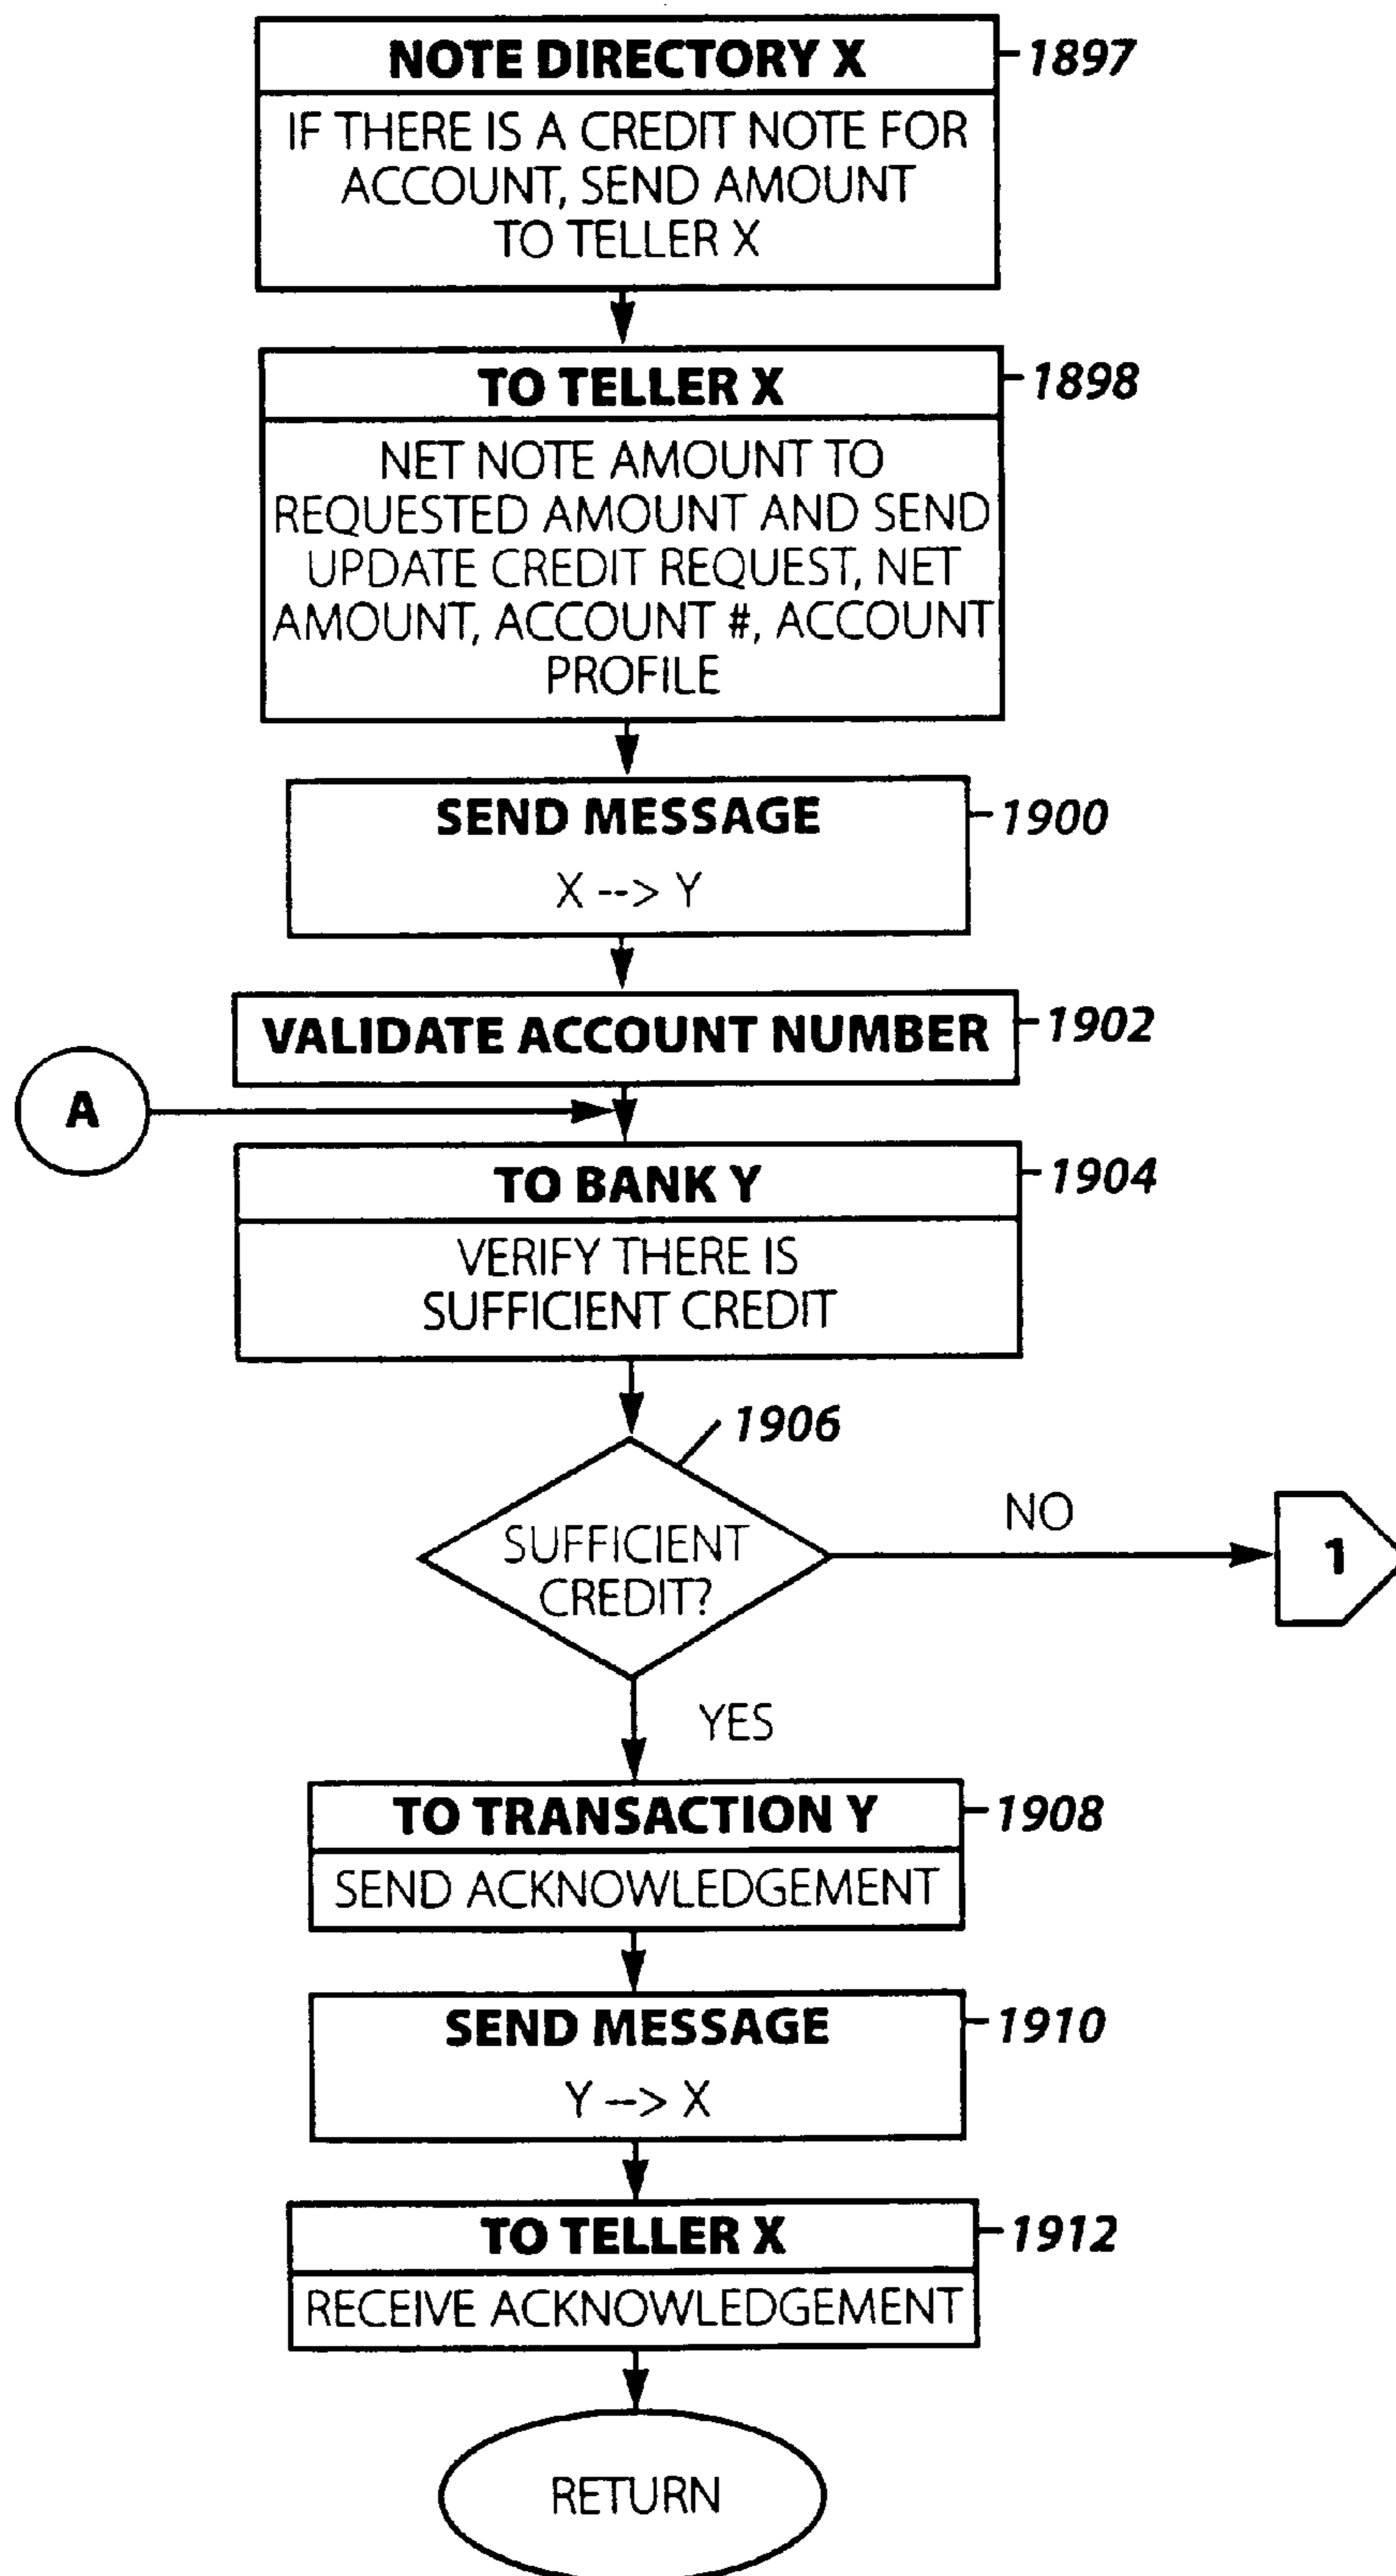 NOTE DIRECTORY X
1897
IF THERE IS A CREDIT NOTE FOR
ACCOUNT, SEND AMOUNT
TO TELLER X
TO TELLER X
1898
NET NOTE AMOUNT TO
REQUESTED AMOUNT AND SEND
UPDATE CREDIT REQUEST, NET
AMOUNT, ACCOUNT #, ACCOUNT
PROFILE
SEND MESSAGE
1900
X --> Y
VALIDATE ACCOUNT NUMBER
1902
A
TO BANK Y
1904
VERIFY THERE IS
SUFFICIENT CREDIT
1906
SUFFICIENT
CREDIT?
NO
1
YES
TO TRANSACTION Y
1908
SEND ACKNOWLEDGEMENT
SEND MESSAGE
1910
Y --> X
TO TELLER X
1912
RECEIVE ACKNOWLEDGEMENT
RETURN